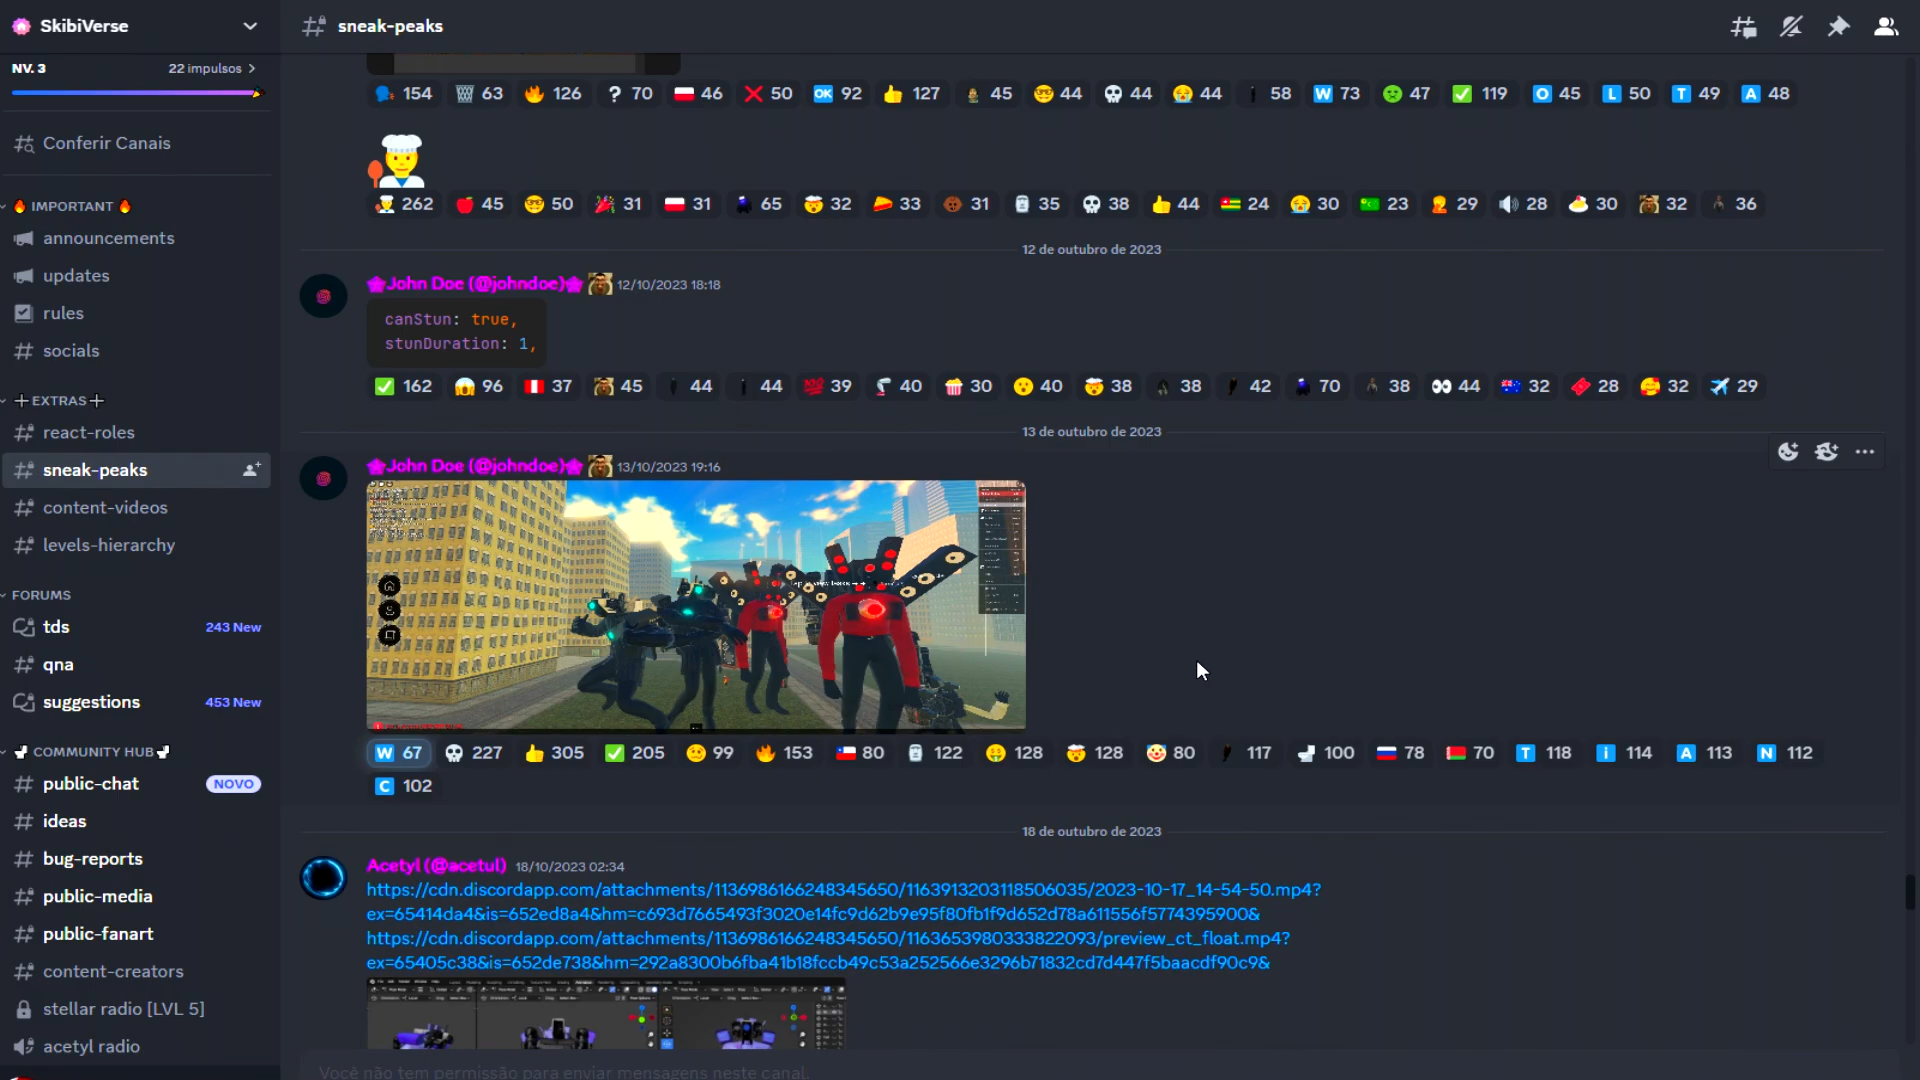 SkibiVerse
sneak-peaks
NV. 3
22 impulsos
Conferir Canais
IMPORTANT
announcements
updates
rules
socials
EXTRAS
react-roles
sneak-peaks
content-videos
levels-hierarchy
FORUMS
tds
243 New
qna
suggestions
453 New
COMMUNITY HUB
public-chat
NOVO
ideas
bug-reports
public-media
public-fanart
content-creators
stellar radio [LVL 5]
acetyl radio
154 63 126 ? 70 46 50 OK 92 127 45 44 44 44 58 W 73 47 119 O 45 L 50 T 49 A 48
262 45 50 31 31 65 32 33 31 35 38 44 24 30 23 29 28 30 32 36
12 de outubro de 2023
John Doe (@johndoe) 12/10/2023 18:18
canStun: true,
stunDuration: 1,
162 96 37 45 44 44 100 39 40 30 40 38 38 42 70 38 44 32 28 32 29
13 de outubro de 2023
John Doe (@johndoe) 13/10/2023 19:16
W 67 227 305 205 99 153 80 122 128 128 80 117 100 78 70 T 118 i 114 A 113 N 112
C 102
18 de outubro de 2023
Acetyl (@acetul) 18/10/2023 02:34
https://cdn.discordapp.com/attachments/1136986166248345650/1163913203118506035/2023-10-17_14-54-50.mp4?
ex=65414da4&is=652ed8a4&hm=c693d7665493f3020e14fc9d62b9e95f80fb1f9d652d78a611556f5774395900&
https://cdn.discordapp.com/attachments/1136986166248345650/1163653980333822093/preview_ct_float.mp4?
ex=65405c38&is=652de738&hm=292a8300b6fba41b18fccb49c53a252566e3296b71832cd7d447f5baacdf90c9&
Você não tem permissão para enviar mensagens neste canal.